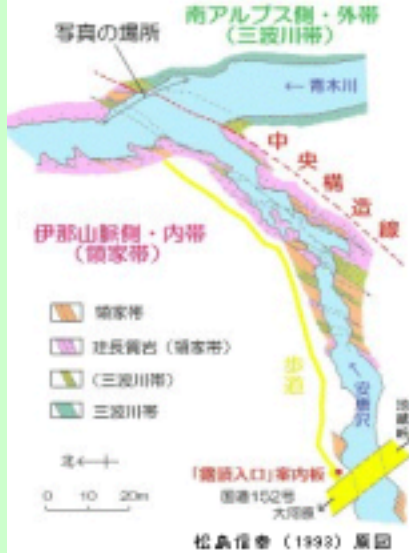 南アルプス側・外帯
（三波川帯）
写真の場所
← 青木川
中央構造線
伊那山脈側・内帯
（領家帯）
領家帯
珪長質岩（領家帯）
（三波川帯）
三波川帯
歩道
安康沢
地蔵峠
北←
「露頭入口」案内板
国道152号
大河原
0 10 20m
松島信幸（1993）原図